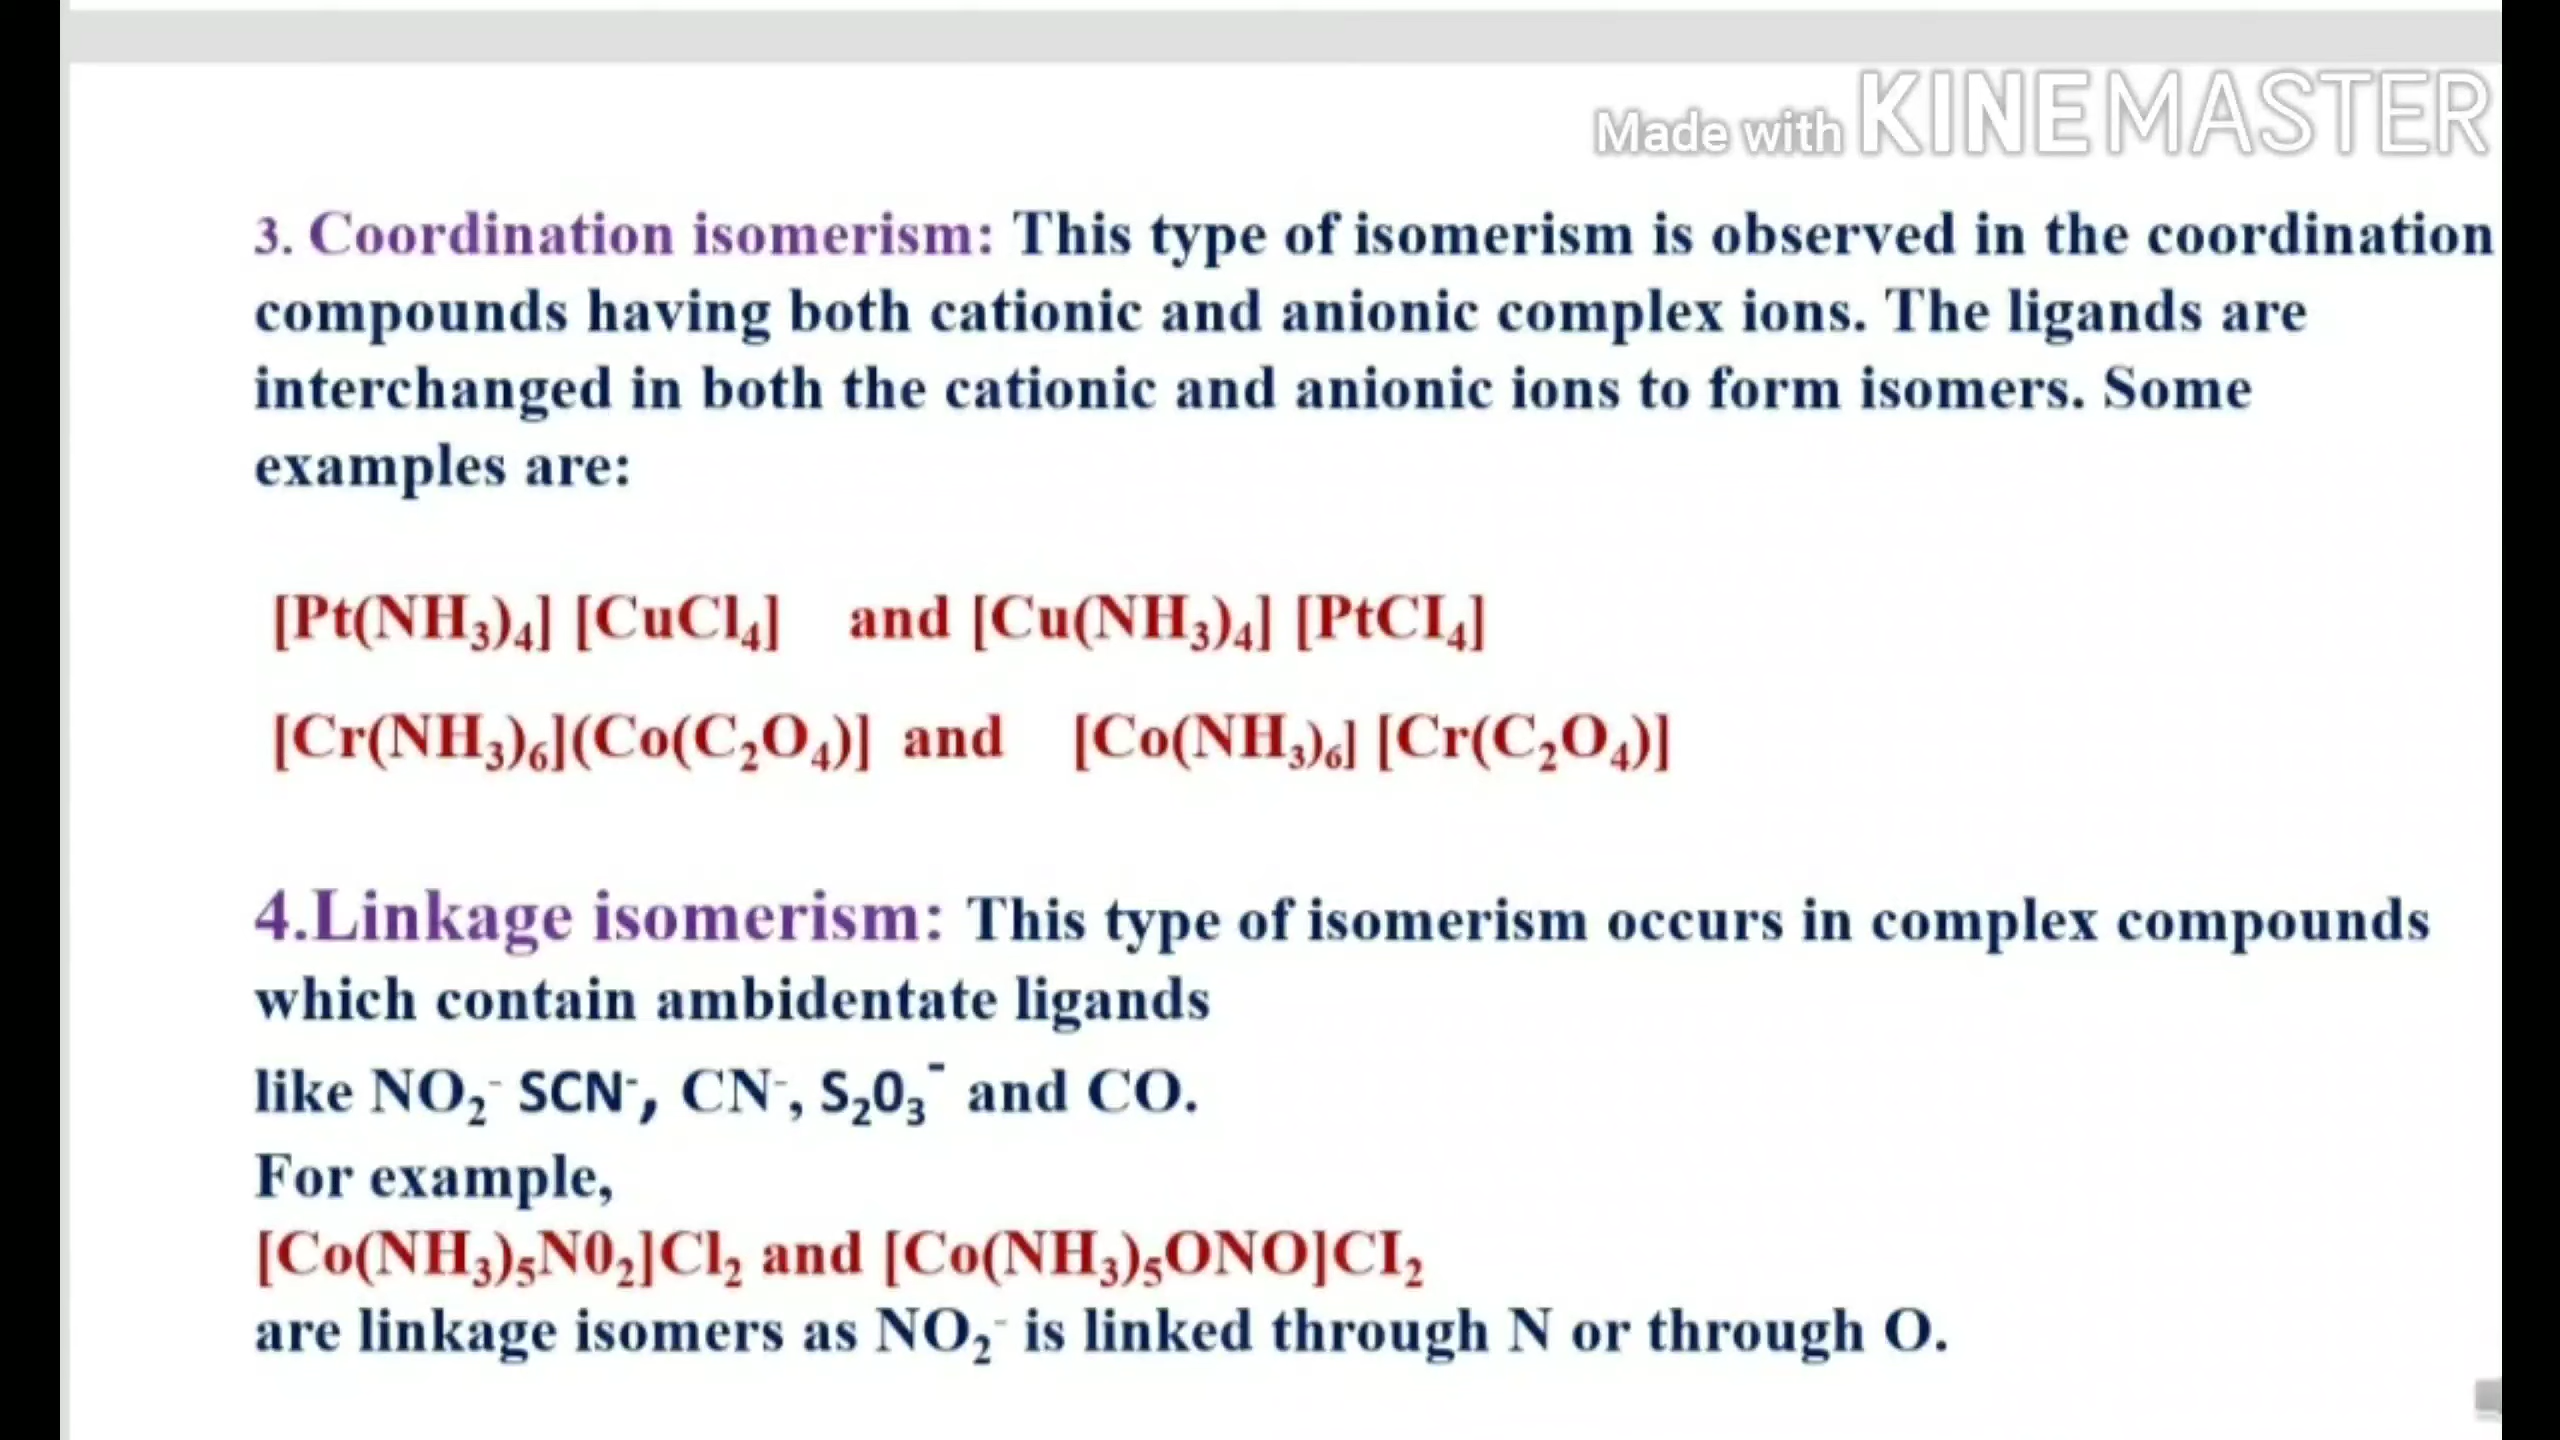 Made with KINEMASTER
3. Coordination isomerism: This type of isomerism is observed in the coordination
compounds having both cationic and anionic complex ions. The ligands are
interchanged in both the cationic and anionic ions to form isomers. Some
examples are:
[Pt(NH₃)₄] [CuCl₄] and [Cu(NH₃)₄] [PtCI₄]
[Cr(NH₃)₆](Co(C₂O₄)] and [Co(NH₃)₆] [Cr(C₂O₄)]
4.Linkage isomerism: This type of isomerism occurs in complex compounds
which contain ambidentate ligands
like NO₂⁻ SCN⁻, CN⁻, S₂0₃⁻ and CO.
For example,
[Co(NH₃)₅N0₂]Cl₂ and [Co(NH₃)₅ONO]CI₂
are linkage isomers as NO₂⁻ is linked through N or through O.